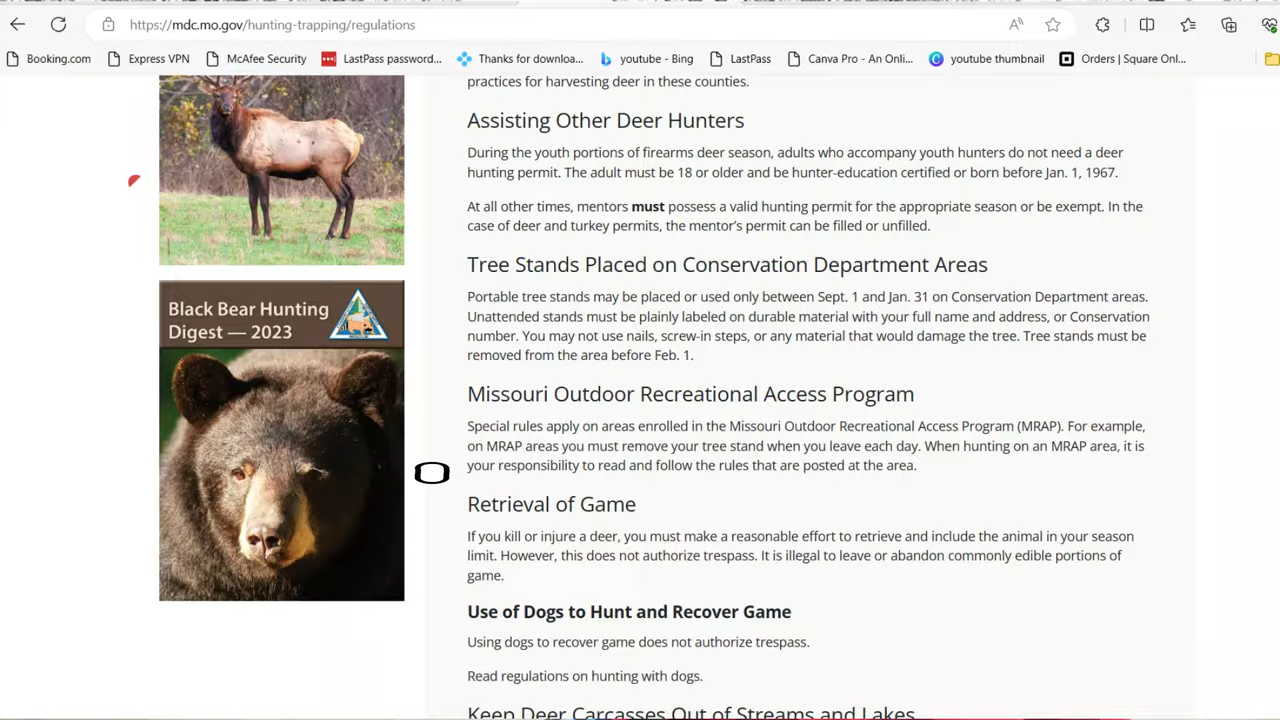 https://mdc.mo.gov/hunting-trapping/regulations
Booking.com Express VPN McAfee Security LastPass password... Thanks for downloa... youtube - Bing LastPass Canva Pro - An Onli... youtube thumbnail Orders | Square Onl...
practices for harvesting deer in these counties.
Assisting Other Deer Hunters
During the youth portions of firearms deer season, adults who accompany youth hunters do not need a deer
hunting permit. The adult must be 18 or older and be hunter-education certified or born before Jan. 1, 1967.
At all other times, mentors must possess a valid hunting permit for the appropriate season or be exempt. In the
case of deer and turkey permits, the mentor's permit can be filled or unfilled.
Tree Stands Placed on Conservation Department Areas
Portable tree stands may be placed or used only between Sept. 1 and Jan. 31 on Conservation Department areas.
Unattended stands must be plainly labeled on durable material with your full name and address, or Conservation
number. You may not use nails, screw-in steps, or any material that would damage the tree. Tree stands must be
removed from the area before Feb. 1.
Missouri Outdoor Recreational Access Program
Special rules apply on areas enrolled in the Missouri Outdoor Recreational Access Program (MRAP). For example,
on MRAP areas you must remove your tree stand when you leave each day. When hunting on an MRAP area, it is
your responsibility to read and follow the rules that are posted at the area.
Retrieval of Game
If you kill or injure a deer, you must make a reasonable effort to retrieve and include the animal in your season
limit. However, this does not authorize trespass. It is illegal to leave or abandon commonly edible portions of
game.
Use of Dogs to Hunt and Recover Game
Using dogs to recover game does not authorize trespass.
Read regulations on hunting with dogs.
Keep Deer Carcasses Out of Streams and Lakes
Black Bear Hunting
Digest — 2023